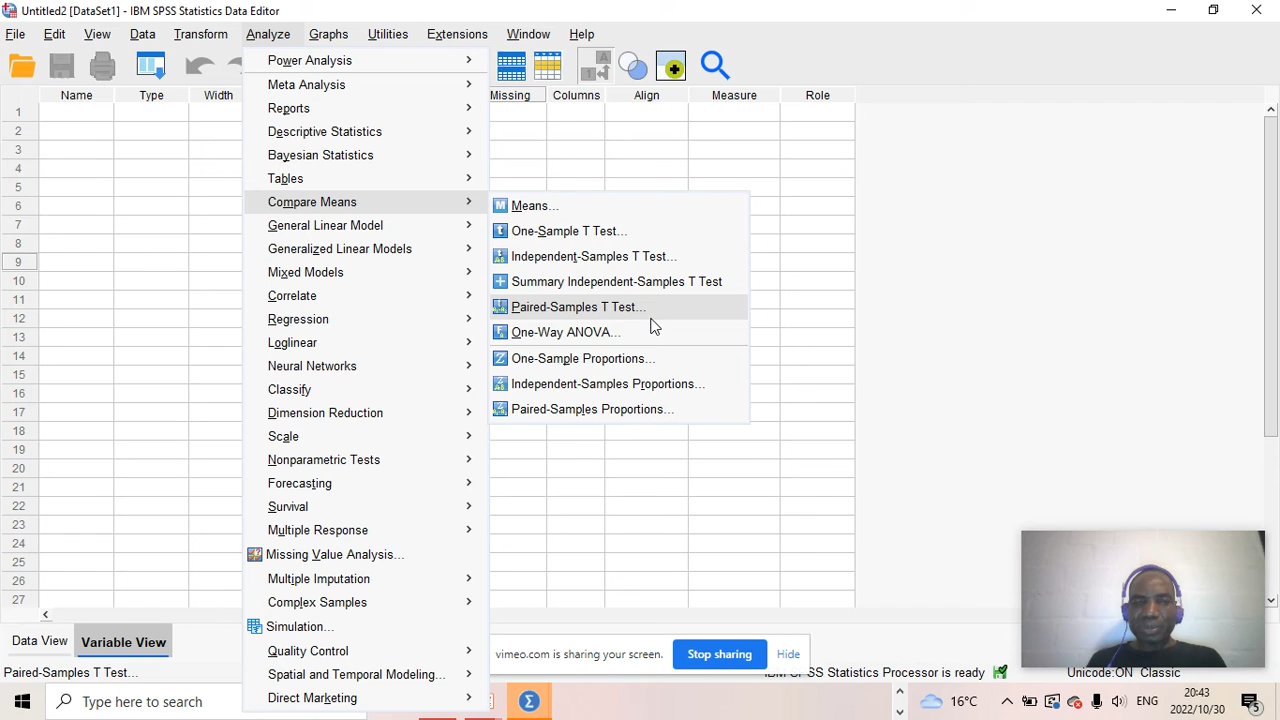 Untitled2 [DataSet1] - IBM SPSS Statistics Data Editor
File Edit View Data Transform Analyze Graphs Utilities Extensions Window Help
Name Type Width Missing Columns Align Measure Role
Power Analysis
Meta Analysis
Reports
Descriptive Statistics
Bayesian Statistics
Tables
Compare Means
General Linear Model
Generalized Linear Models
Mixed Models
Correlate
Regression
Loglinear
Neural Networks
Classify
Dimension Reduction
Scale
Nonparametric Tests
Forecasting
Survival
Multiple Response
Missing Value Analysis...
Multiple Imputation
Complex Samples
Simulation...
Quality Control
Spatial and Temporal Modeling...
Direct Marketing
Means...
One-Sample T Test...
Independent-Samples T Test...
Summary Independent-Samples T Test
Paired-Samples T Test...
One-Way ANOVA...
One-Sample Proportions...
Independent-Samples Proportions...
Paired-Samples Proportions...
1
2
3
4
5
6
7
8
9
10
11
12
13
14
15
16
17
18
19
20
21
22
23
24
25
26
27
Data View Variable View
vimeo.com is sharing your screen. Stop sharing Hide
Paired-Samples T Test... IBM SPSS Statistics Processor is ready Unicode:ON Classic
Type here to search
16°C ENG 20:43
2022/10/30 5